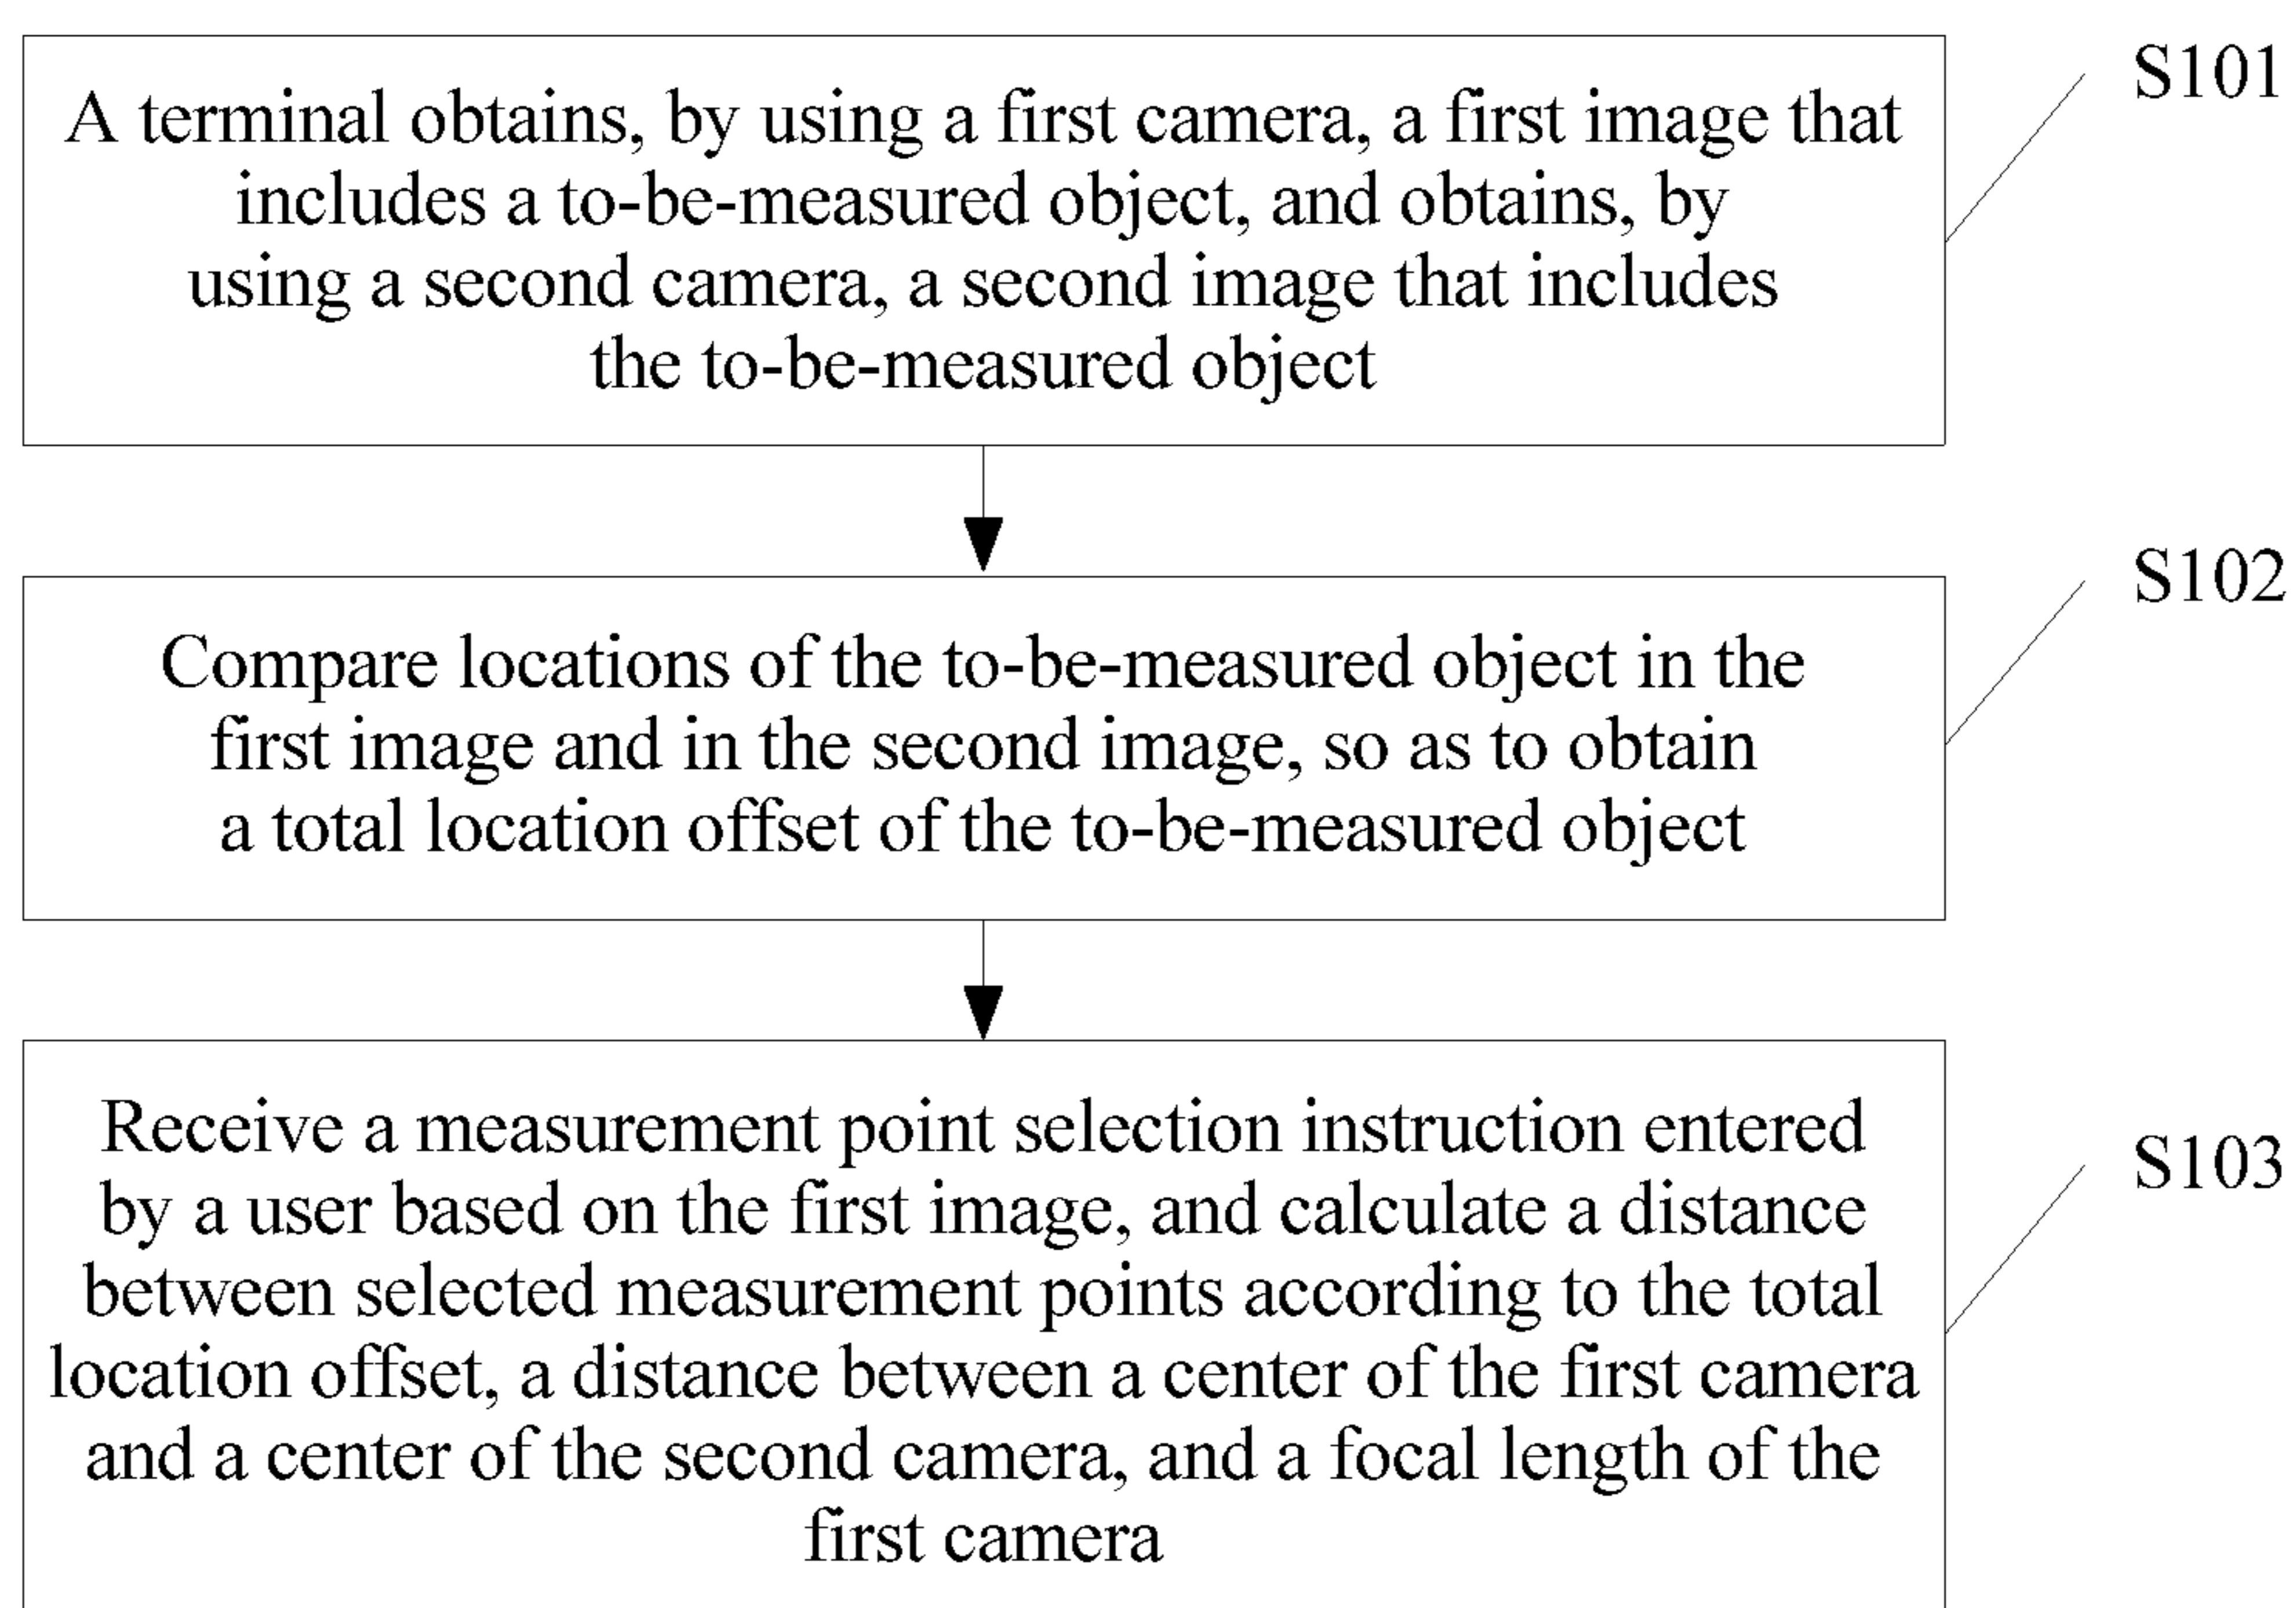 A terminal obtains, by using a first camera, a first image that
includes a to-be-measured object, and obtains, by
using a second camera, a second image that includes
the to-be-measured object
S101
Compare locations of the to-be-measured object in the
first image and in the second image, so as to obtain
a total location offset of the to-be-measured object
S102
Receive a measurement point selection instruction entered
by a user based on the first image, and calculate a distance
between selected measurement points according to the total
location offset, a distance between a center of the first camera
and a center of the second camera, and a focal length of the
first camera
S103